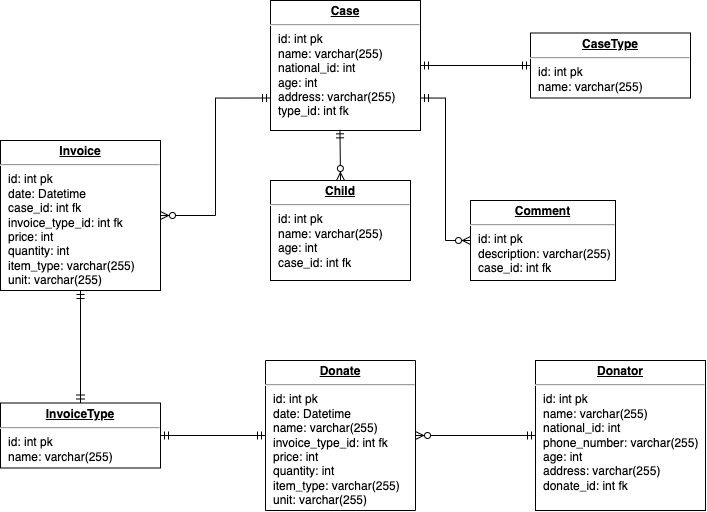 Case
id: int pk
name: varchar(255)
national_id: int
age: int
address: varchar(255)
type_id: int fk
CaseType
id: int pk
name: varchar(255)
Invoice
id: int pk
date: Datetime
case_id: int fk
invoice_type_id: int fk
price: int
quantity: int
item_type: varchar(255)
unit: varchar(255)
Child
id: int pk
name: varchar(255)
age: int
case_id: int fk
Comment
id: int pk
description: varchar(255)
case_id: int fk
InvoiceType
id: int pk
name: varchar(255)
Donate
id: int pk
date: Datetime
name: varchar(255)
invoice_type_id: int fk
price: int
quantity: int
item_type: varchar(255)
unit: varchar(255)
Donator
id: int pk
name: varchar(255)
national_id: int
phone_number: varchar(255)
age: int
address: varchar(255)
donate_id: int fk